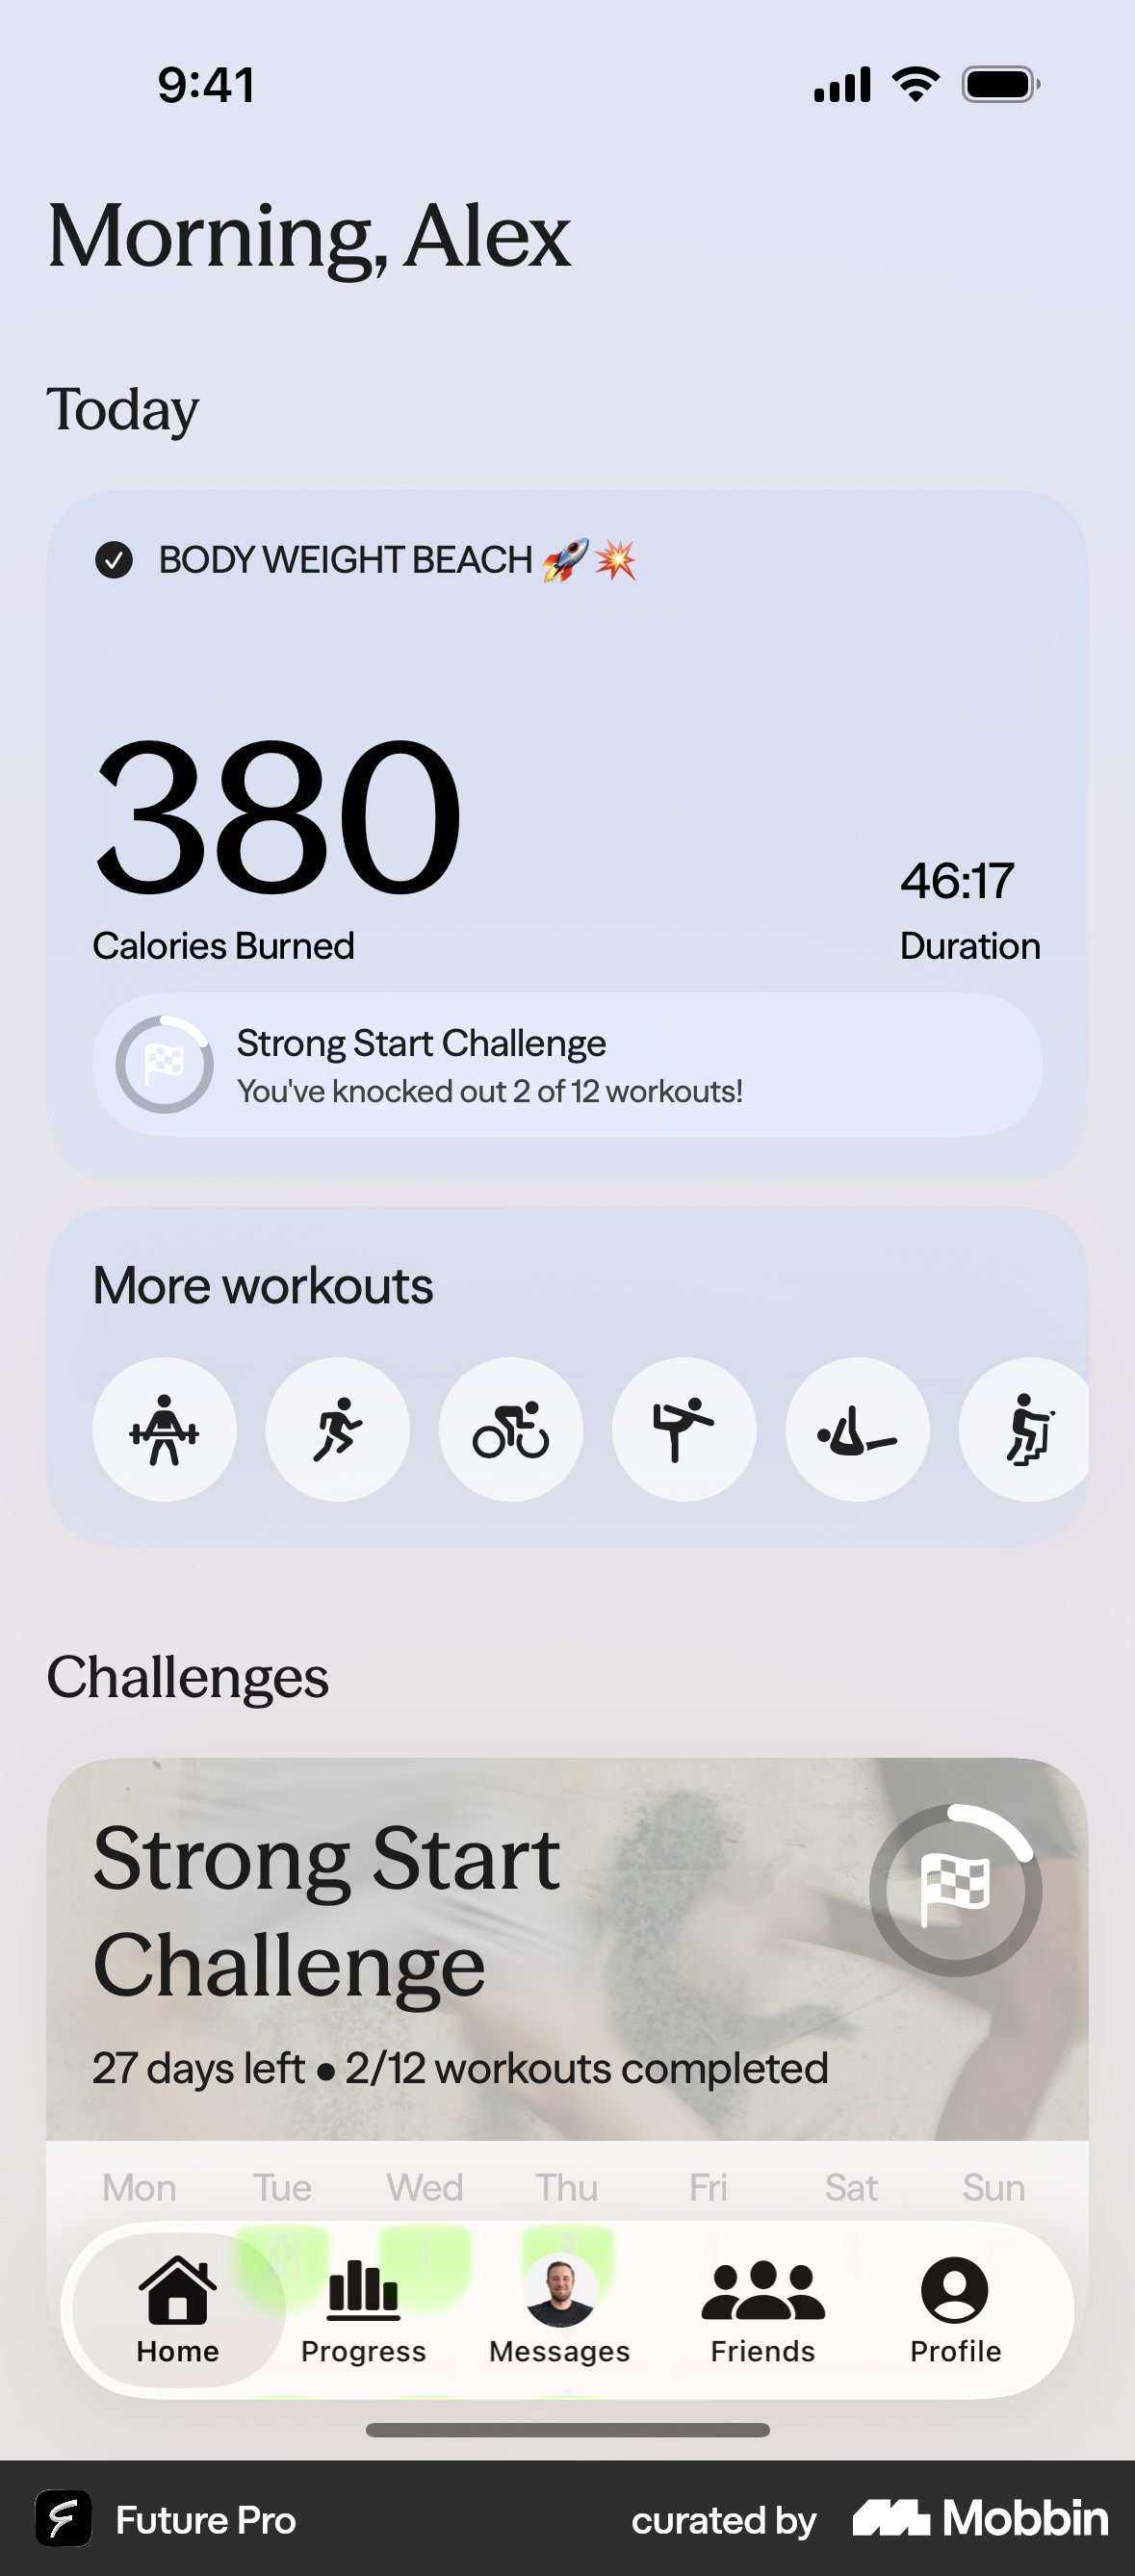 9:41
Morning, Alex
Today
BODY WEIGHT BEACH 🚀💥
380
Calories Burned
46:17
Duration
Strong Start Challenge
You've knocked out 2 of 12 workouts!
More workouts
Challenges
Strong Start
Challenge
27 days left • 2/12 workouts completed
Mon Tue Wed Thu Fri Sat Sun
Home Progress Messages Friends Profile
Future Pro
curated by Mobbin